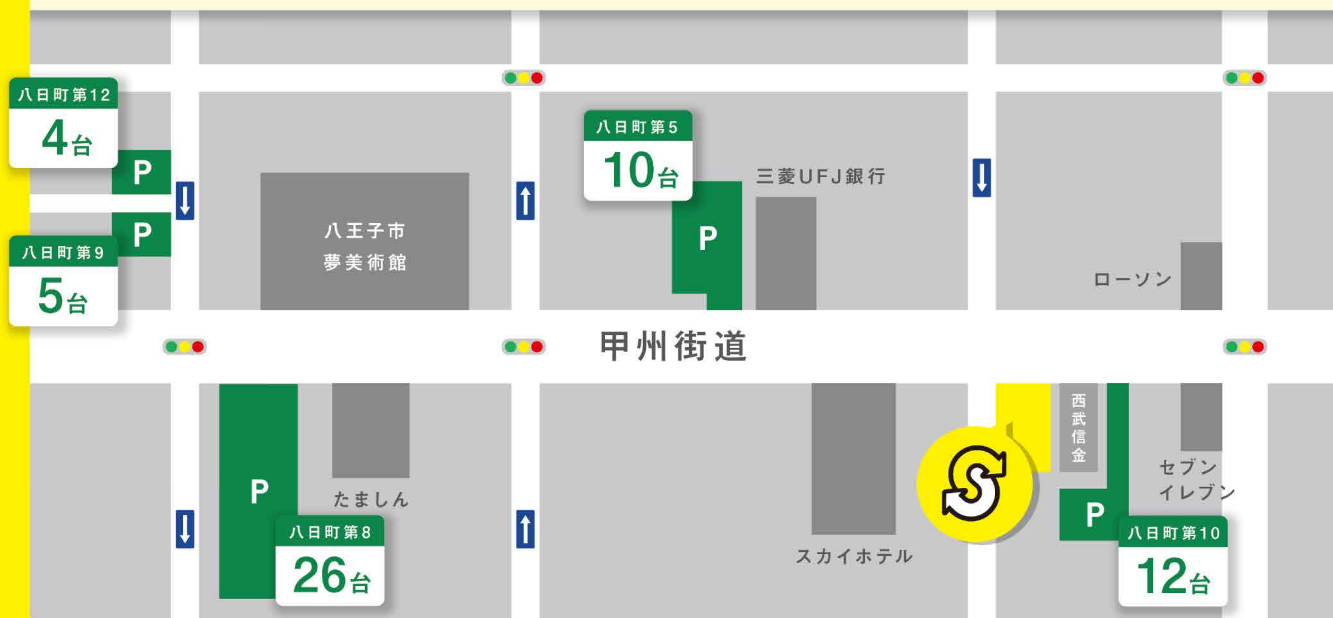 八日町第12
4台
P
P
八日町第9
5台
八王子市
夢美術館
八日町第5
10台
P
三菱UFJ銀行
ローソン
甲州街道
P
たましん
八日町第8
26台
スカイホテル
S
西武信金
P
セブン
イレブン
八日町第10
12台